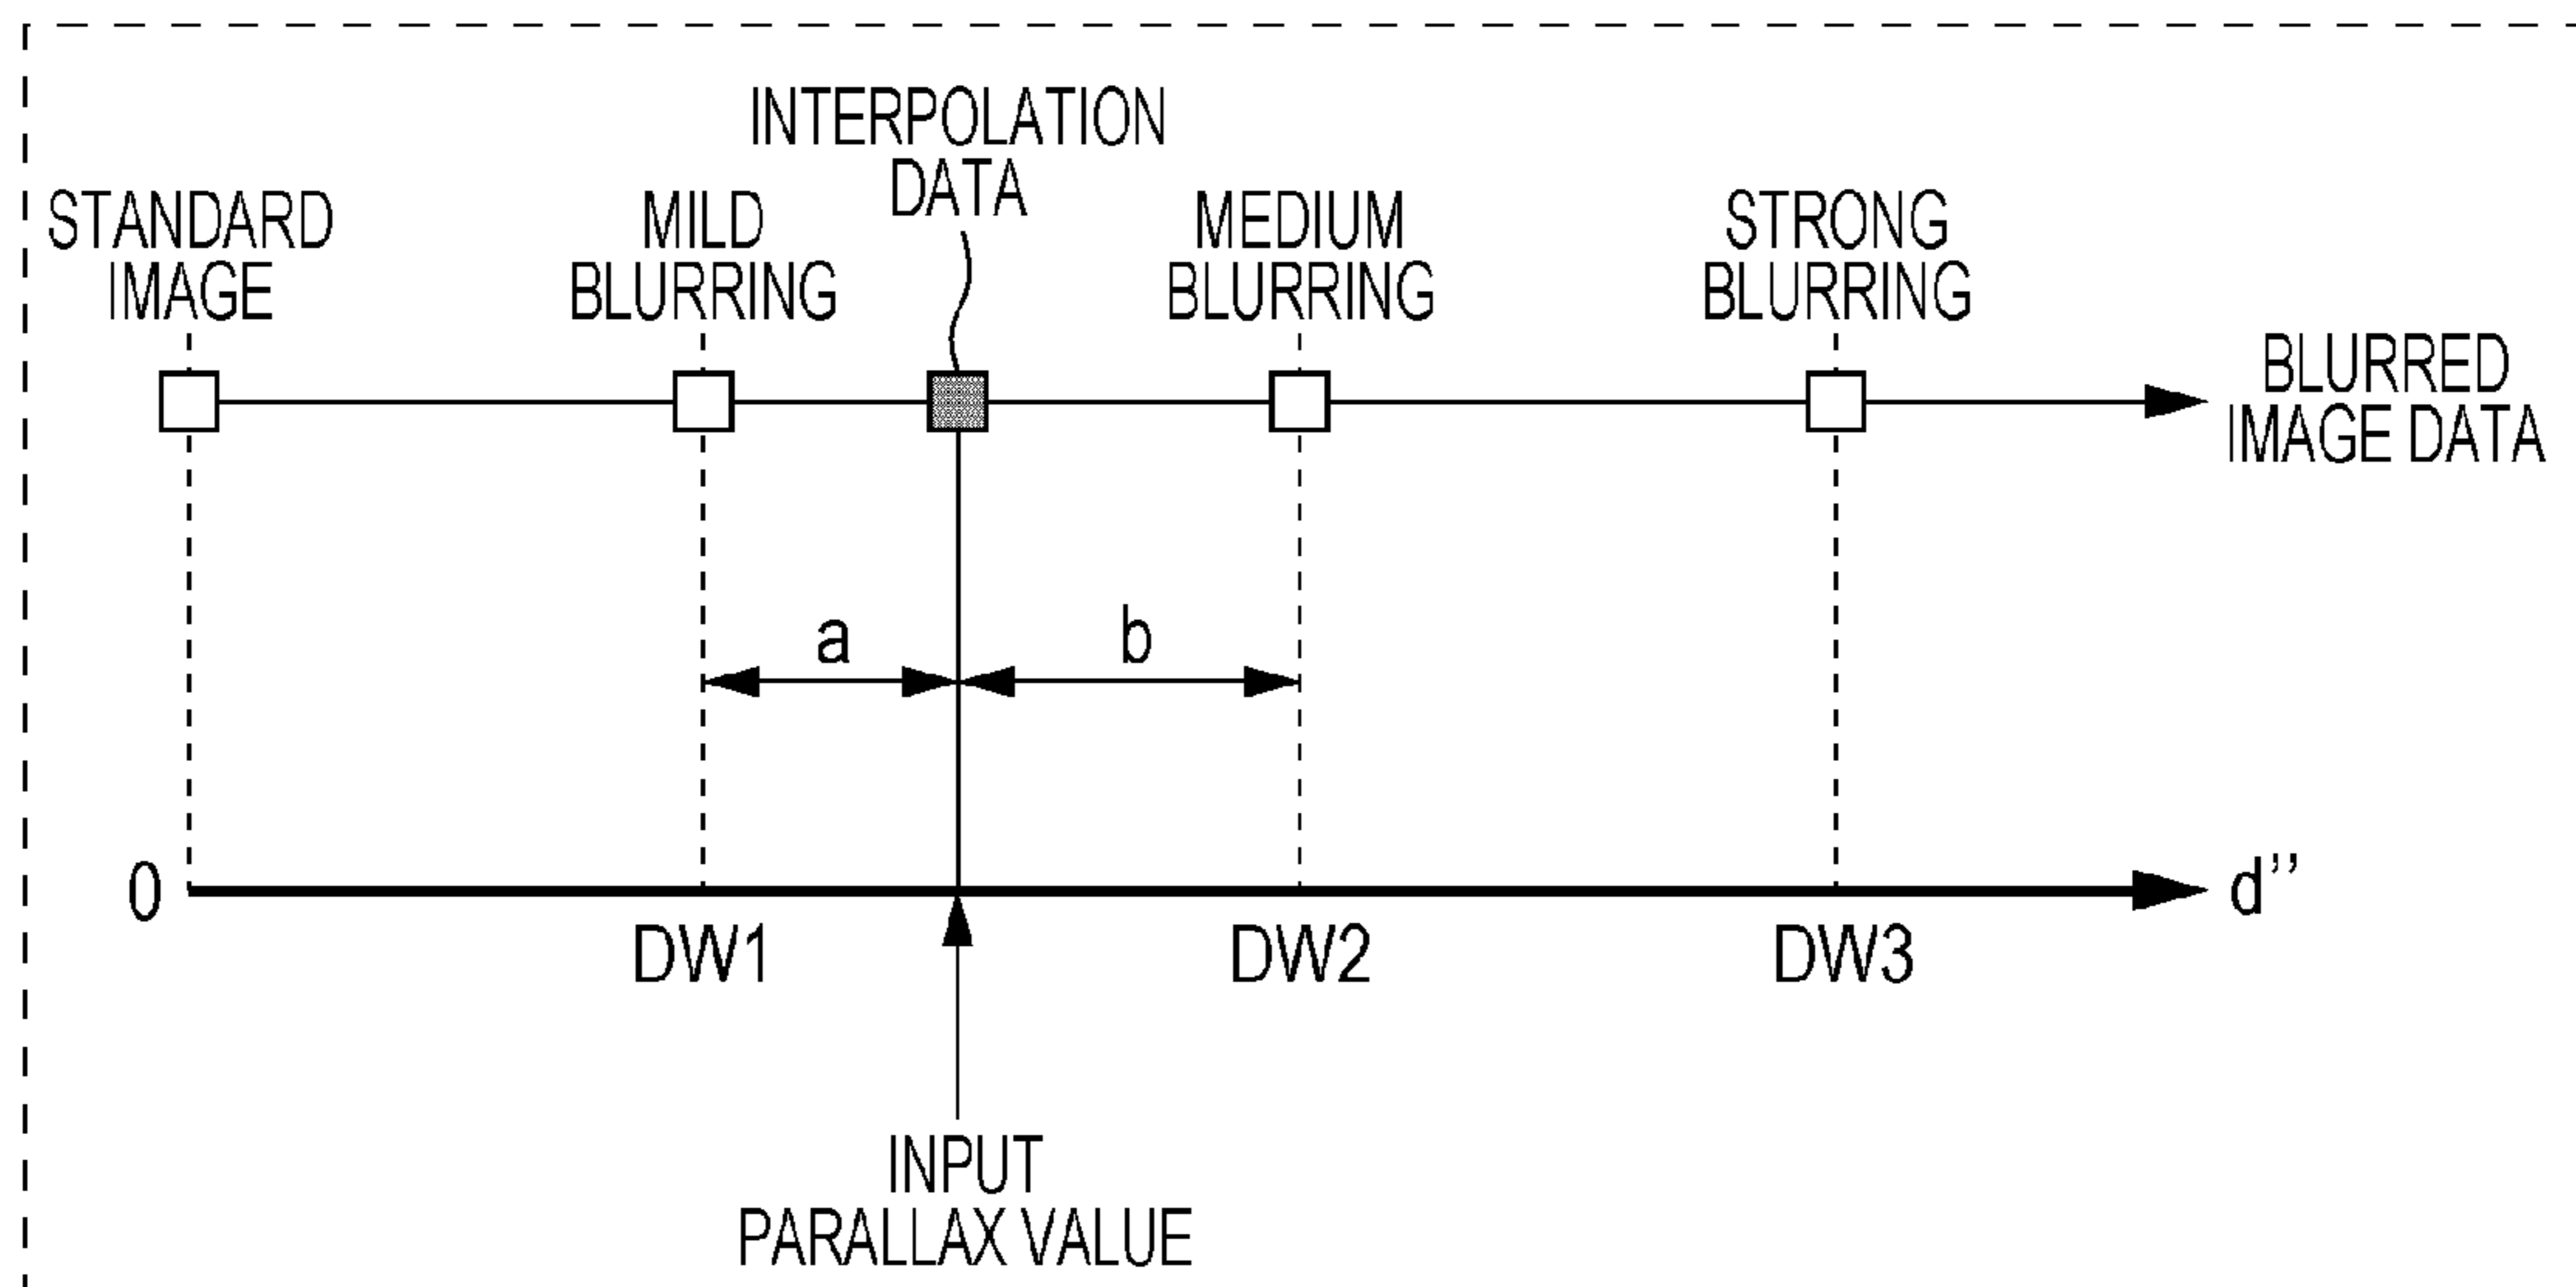 INTERPOLATION
DATA
STANDARD
IMAGE
MILD
BLURRING
MEDIUM
BLURRING
STRONG
BLURRING
BLURRED
IMAGE DATA
a
b
0
d’’
DW1
DW2
DW3
INPUT
PARALLAX VALUE